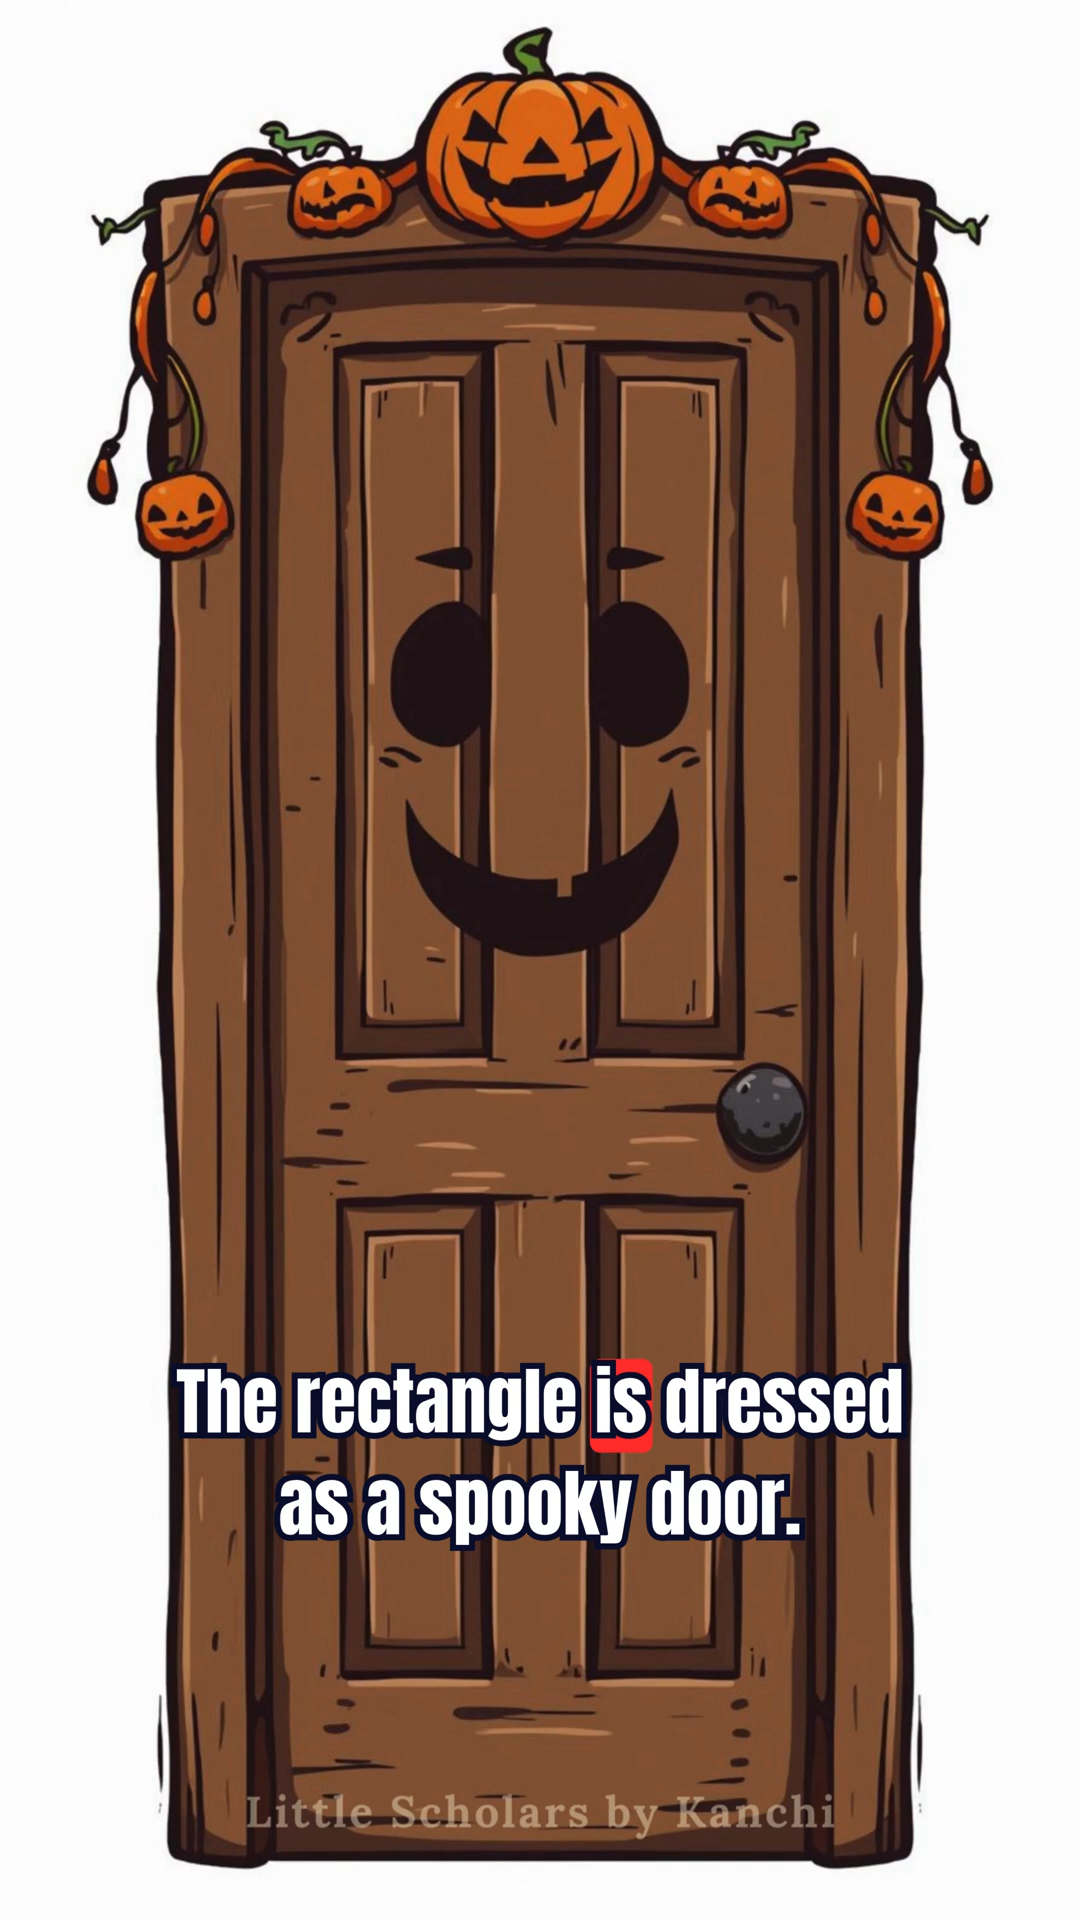 The rectangle is dressed
as a spooky door.
Little Scholars by Kanchi